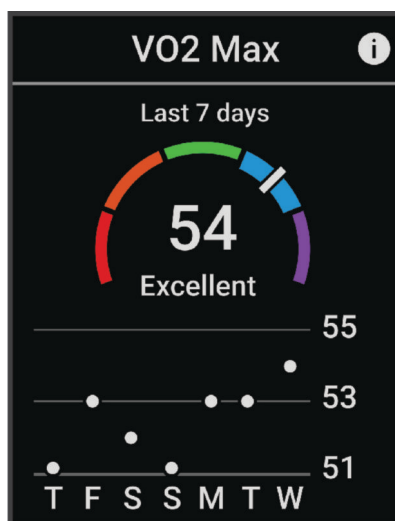 VO2 Max i
Last 7 days
54
Excellent
55
53
51
T F S S M T W